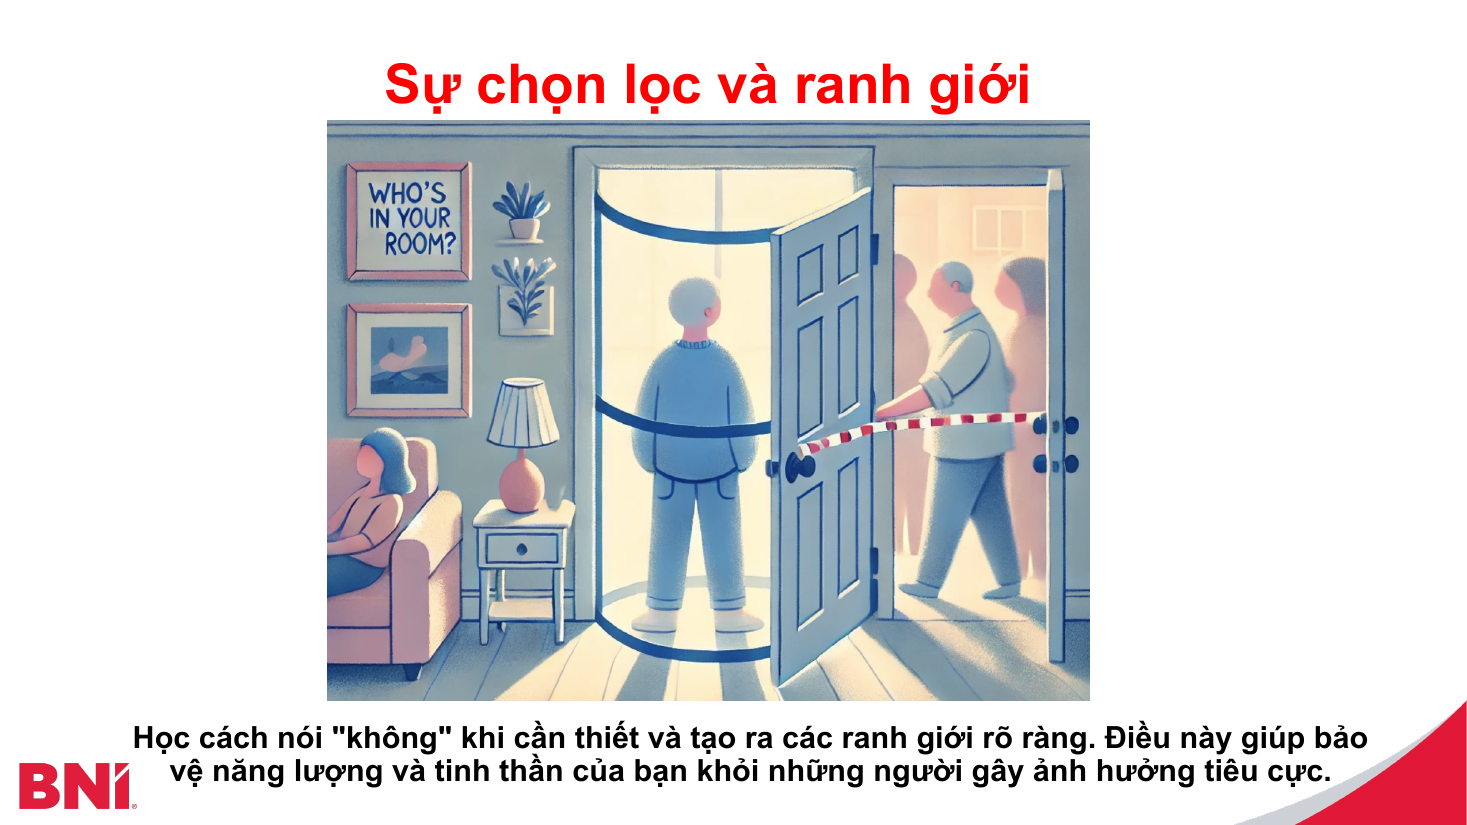 Sự chọn lọc và ranh giới
WHO'S
IN YOUR
ROOM?
Học cách nói "không" khi cần thiết và tạo ra các ranh giới rõ ràng. Điều này giúp bảo
vệ năng lượng và tinh thần của bạn khỏi những người gây ảnh hưởng tiêu cực.
BNI®